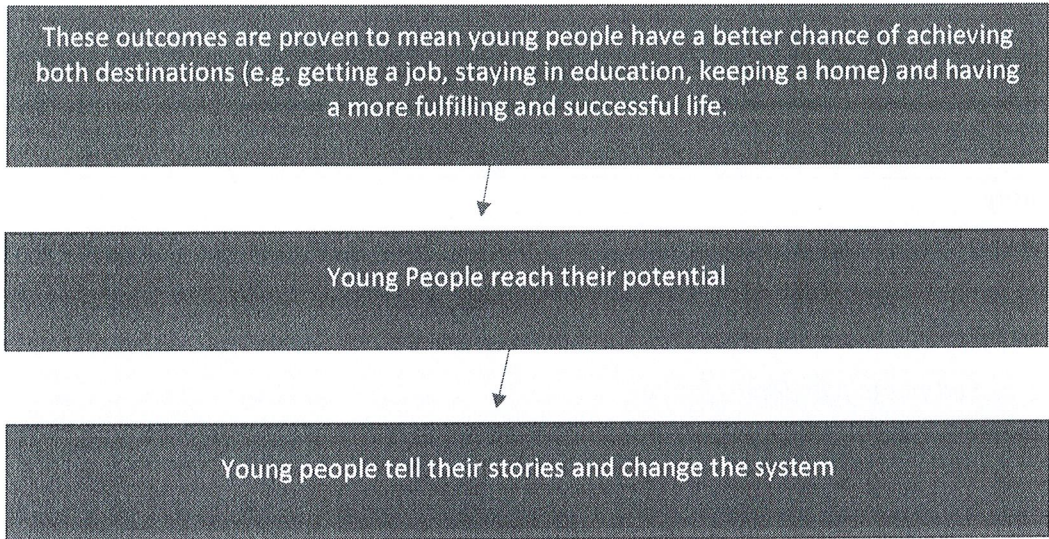 These outcomes are proven to mean young people have a better chance of achieving
both destinations (e.g. getting a job, staying in education, keeping a home) and having
a more fulfilling and successful life.
Young People reach their potential
Young people tell their stories and change the system